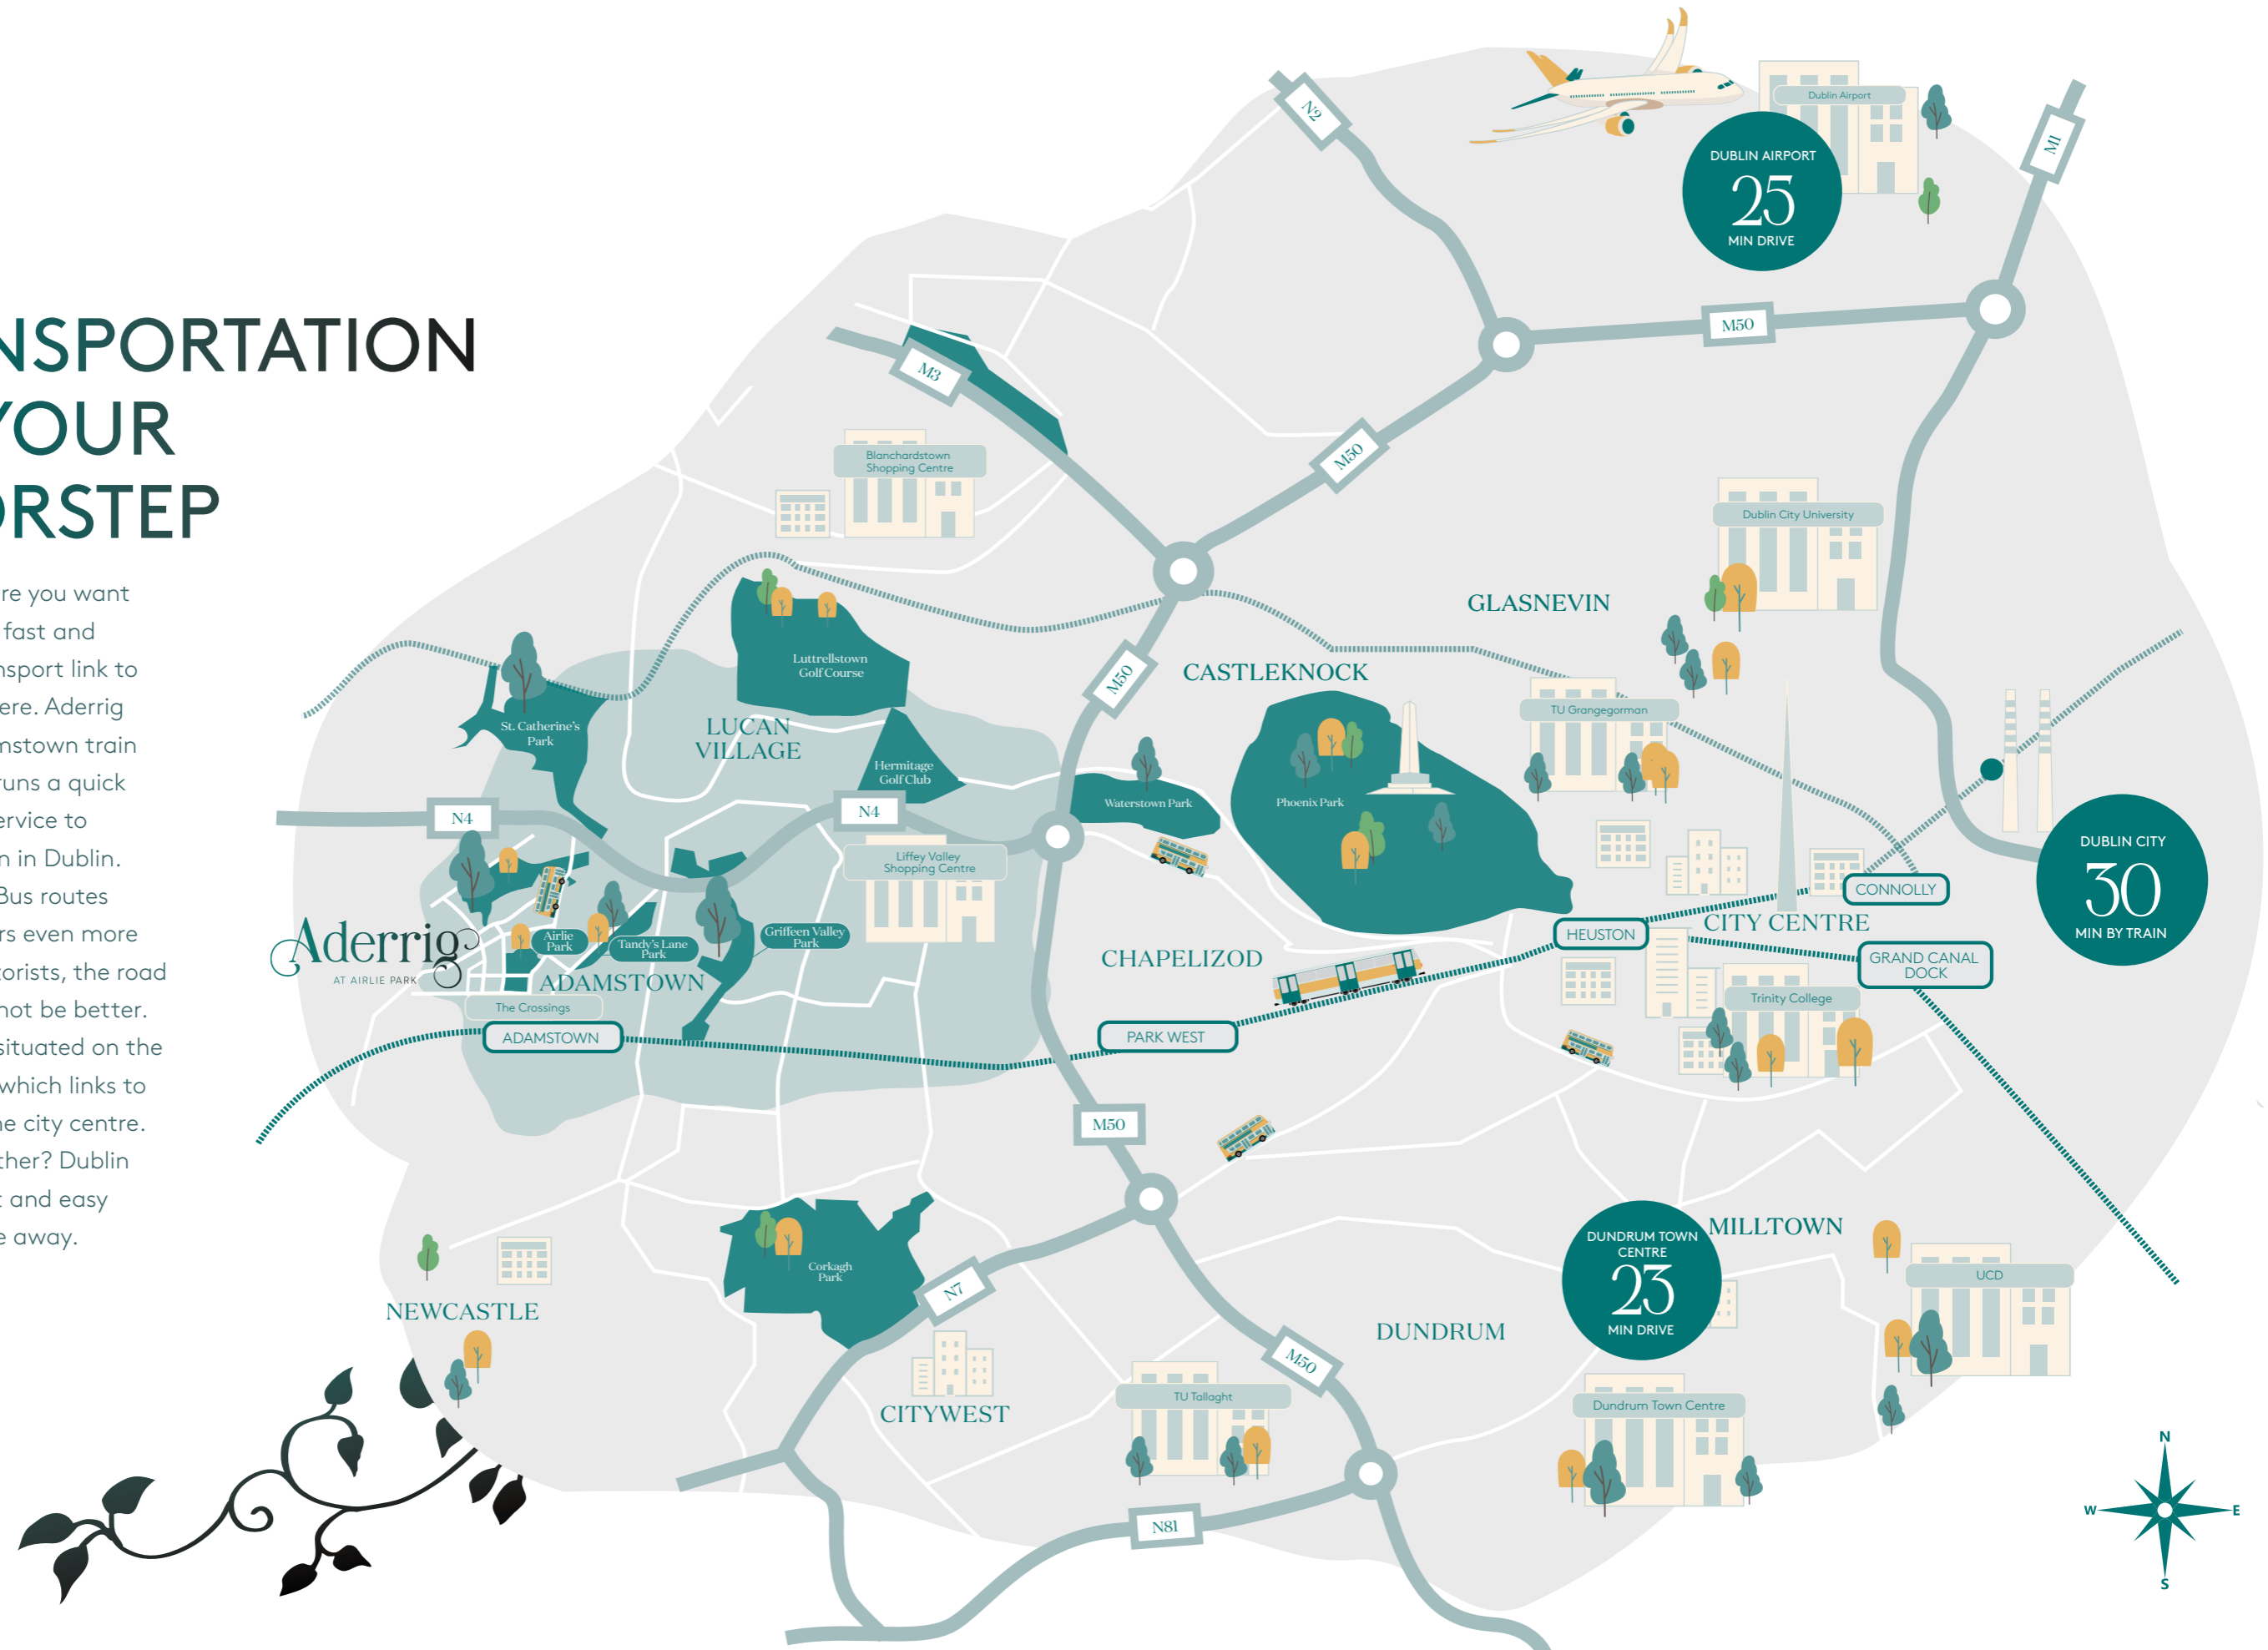 NSPORTATION
YOUR
ORSTEP
re you want
fast and
nsport link to
ere. Aderrig
mstown train
runs a quick
ervice to
n in Dublin.
Bus routes
rs even more
torists, the road
not be better.
situated on the
which links to
he city centre.
ther? Dublin
t and easy
e away.
N2
Dublin Airport
DUBLIN AIRPORT
25
MIN DRIVE
M1
M50
M3
M50
Blanchardstown
Shopping Centre
Dublin City University
GLASNEVIN
Luttrellstown
Golf Course
M50
CASTLEKNOCK
St. Catherine's
Park
LUCAN
VILLAGE
TU Grangegorman
Hermitage
Golf Club
N4
N4
Waterstown Park
Phoenix Park
Liffey Valley
Shopping Centre
DUBLIN CITY
30
MIN BY TRAIN
CONNOLLY
CITY CENTRE
HEUSTON
Aderrig
AT AIRLIE PARK
Airlie
Park
Tandy's Lane
Park
Griffeen Valley
Park
ADAMSTOWN
CHAPELIZOD
GRAND CANAL
DOCK
The Crossings
Trinity College
ADAMSTOWN
PARK WEST
M50
DUNDRUM TOWN
CENTRE
23
MIN DRIVE
MILLTOWN
Corkagh
Park
UCD
N7
NEWCASTLE
DUNDRUM
M50
CITYWEST
TU Tallaght
Dundrum Town Centre
N81
N
W
E
S